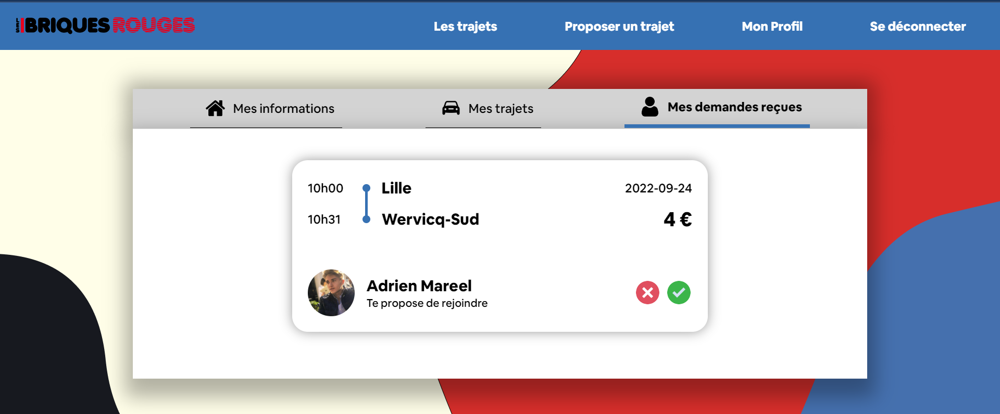 LES BRIQUES ROUGES
Les trajets
Proposer un trajet
Mon Profil
Se déconnecter
Mes informations
Mes trajets
Mes demandes reçues
10h00
Lille
2022-09-24
10h31
Wervicq-Sud
4 €
Adrien Mareel
Te propose de rejoindre